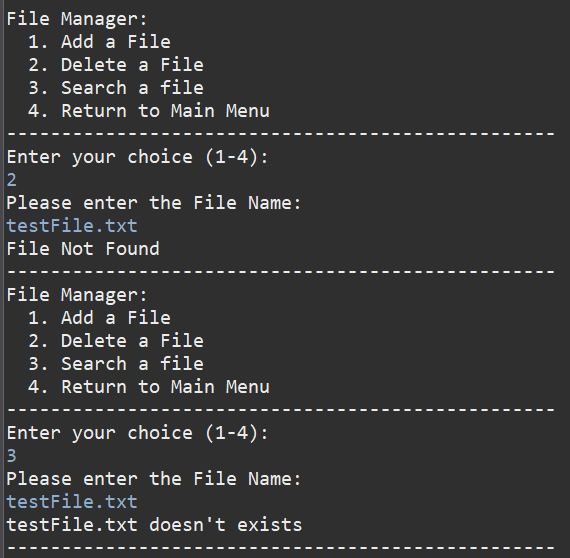 File Manager:
  1. Add a File
  2. Delete a File
  3. Search a file
  4. Return to Main Menu
--------------------------------------------------
Enter your choice (1-4):
2
Please enter the File Name:
testFile.txt
File Not Found
--------------------------------------------------
File Manager:
  1. Add a File
  2. Delete a File
  3. Search a file
  4. Return to Main Menu
--------------------------------------------------
Enter your choice (1-4):
3
Please enter the File Name:
testFile.txt
testFile.txt doesn't exists
--------------------------------------------------